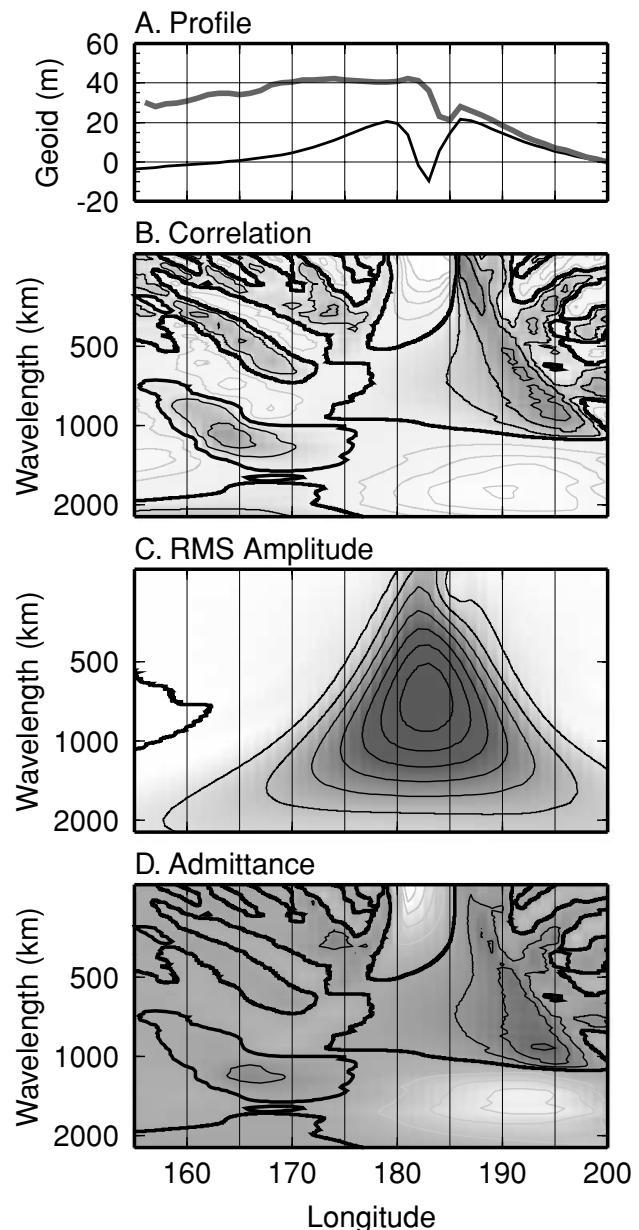 A. Profile
60
40
20
0
-20
Geoid (m)
B. Correlation
500
1000
2000
Wavelength (km)
C. RMS Amplitude
500
1000
2000
Wavelength (km)
D. Admittance
500
1000
2000
Wavelength (km)
160 170 180 190 200
Longitude